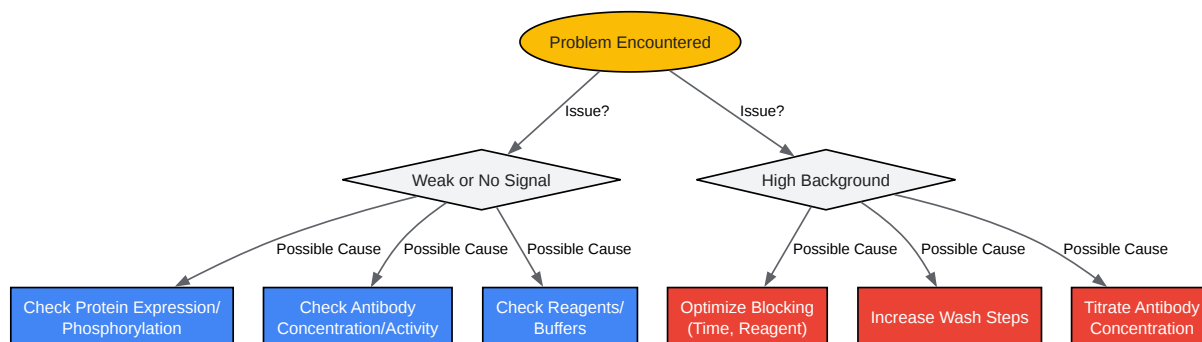 Problem Encountered
Issue?
Issue?
Weak or No Signal
High Background
Possible Cause
Possible Cause
Possible Cause
Possible Cause
Possible Cause
Possible Cause
Check Protein Expression/
Phosphorylation
Check Antibody
Concentration/Activity
Check Reagents/
Buffers
Optimize Blocking
(Time, Reagent)
Increase Wash Steps
Titrate Antibody
Concentration